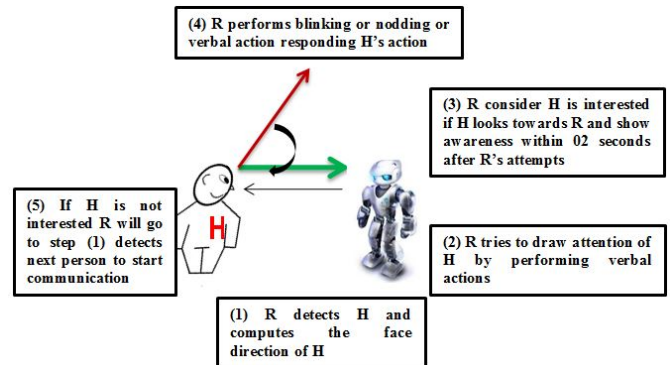 (4) R performs blinking or nodding or
verbal action responding H's action
(3) R consider H is interested
if H looks towards R and show
awareness within 02 seconds
after R's attempts
(5) If H is not
interested R will go
to step (1) detects
next person to start
communication
H
(2) R tries to draw attention of
H by performing verbal
actions
(1) R detects H and
computes the face
direction of H